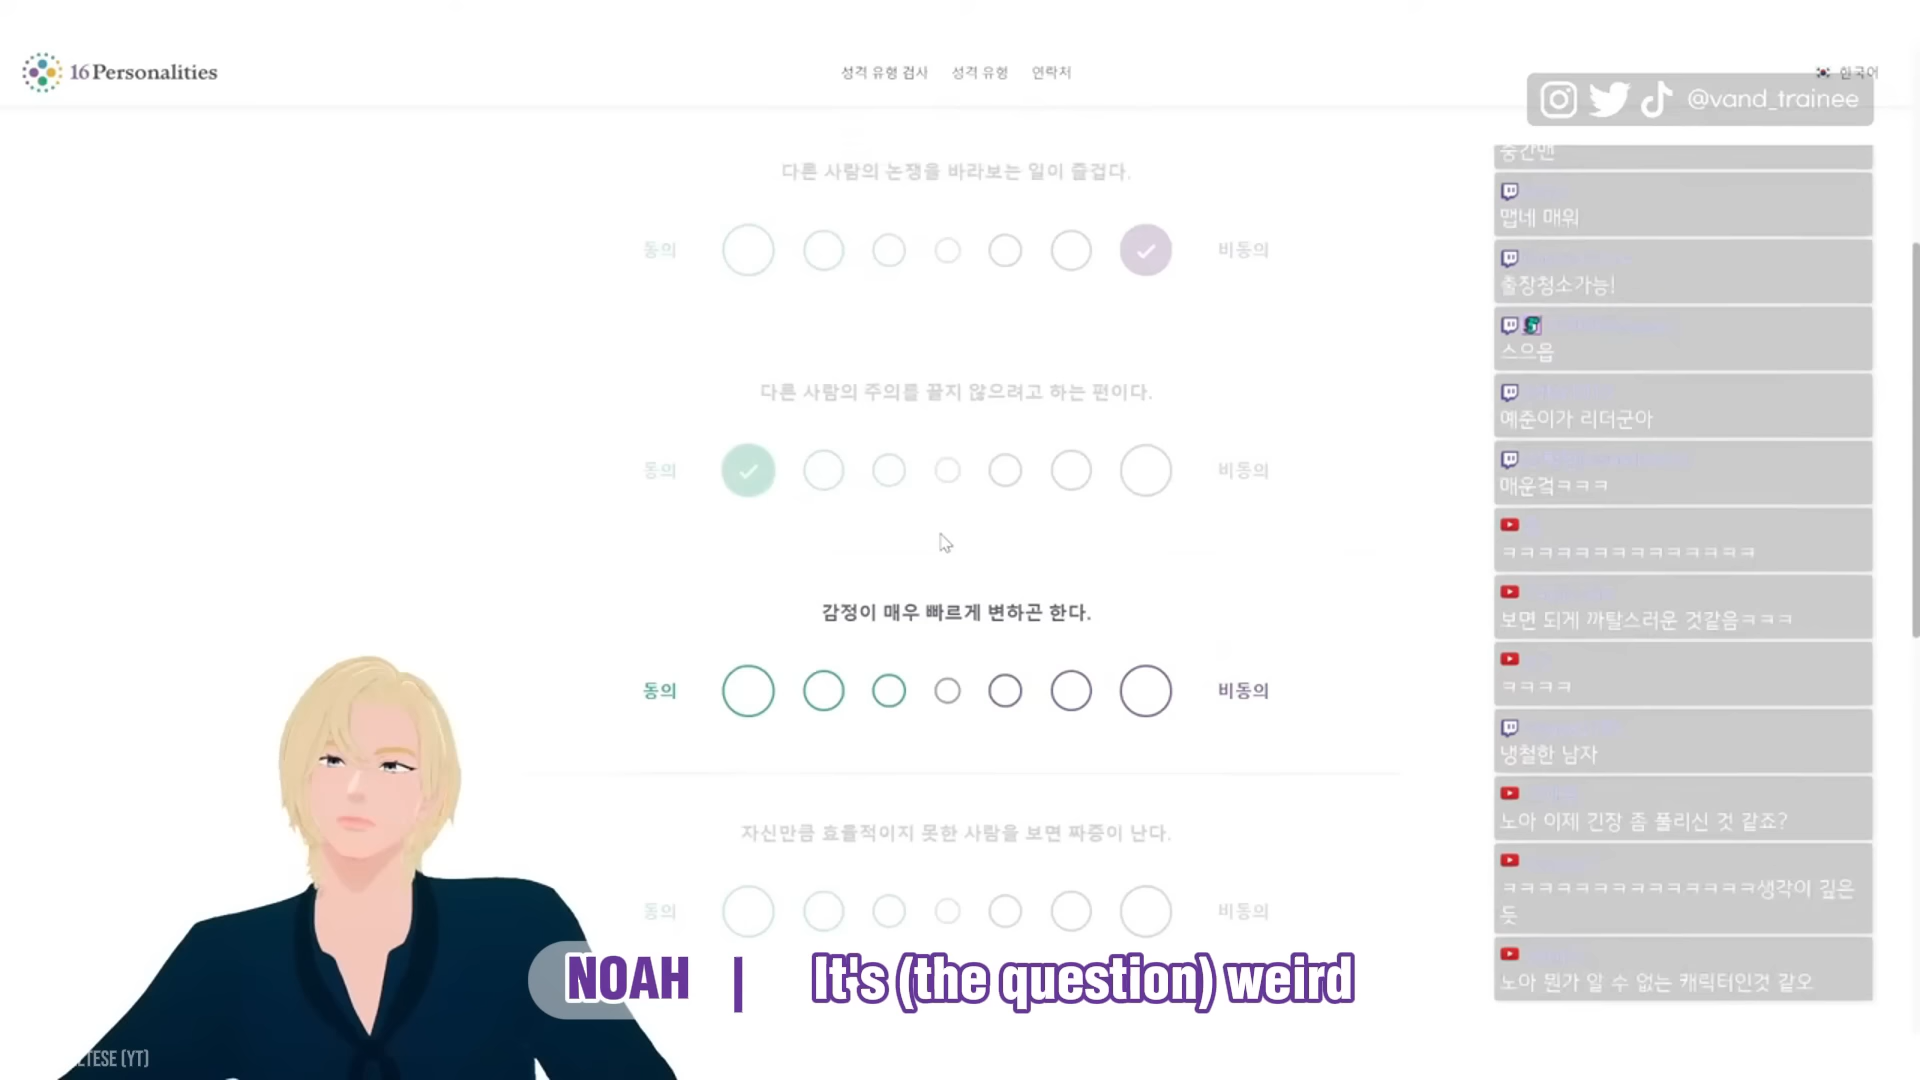 16Personalities
성격 유형 검사 성격 유형 연락처
한국어
@vand_trainee
다른 사람의 논쟁을 바라보는 일이 즐겁다.
동의 비동의
다른 사람의 주의를 끌지 않으려고 하는 편이다.
동의 비동의
감정이 매우 빠르게 변하곤 한다.
동의 비동의
자신만큼 효율적이지 못한 사람을 보면 짜증이 난다.
동의 비동의
중간맨
맵네 매워
출장청소가능!
스으읍
예준이가 리더군아
매운걱ㅋㅋㅋ
ㅋㅋㅋㅋㅋㅋㅋㅋㅋㅋㅋㅋㅋㅋ
보면 되게 까탈스러운 것같음ㅋㅋㅋ
ㅋㅋㅋㅋ
냉철한 남자
노아 이제 긴장 좀 풀리신 것 같죠?
ㅋㅋㅋㅋㅋㅋㅋㅋㅋㅋㅋㅋㅋㅋ생각이 깊은
듯
노아 뭔가 알 수 없는 캐릭터인것 같오
NOAH | It's (the question) weird
(YT)